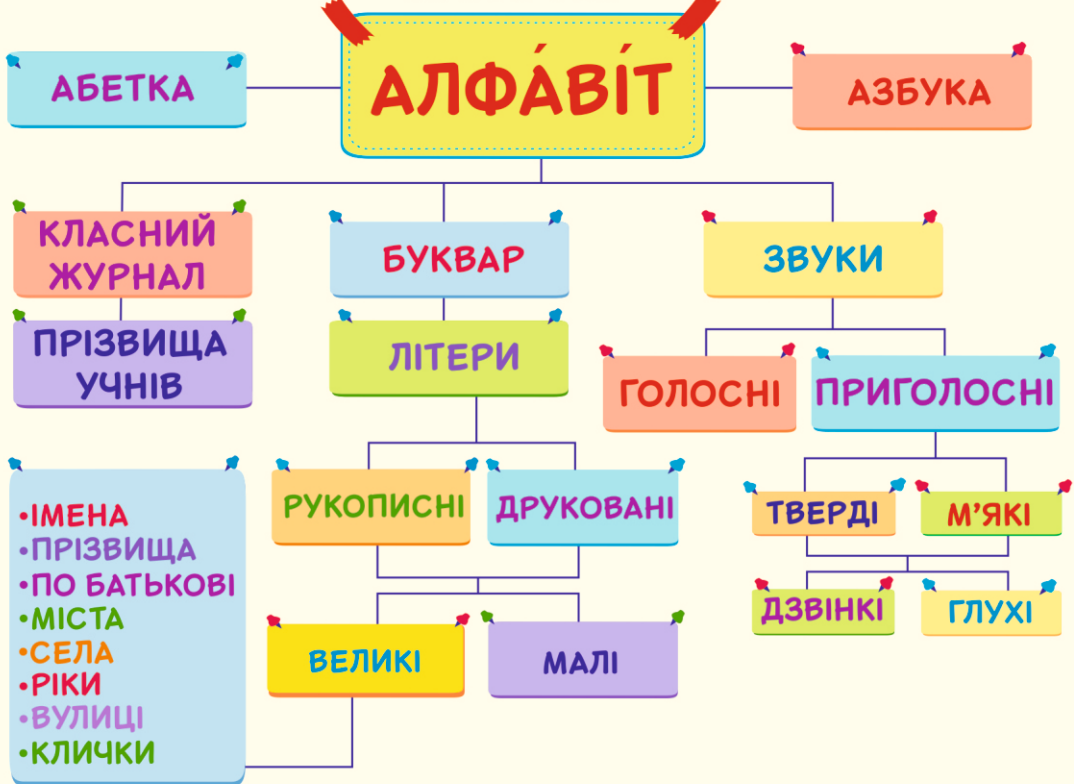 АБЕТКА
АЛФА́ВІ́Т
АЗБУКА
КЛАСНИЙ
ЖУРНАЛ
БУКВАР
ЗВУКИ
ПРІЗВИЩА
УЧНІВ
ЛІТЕРИ
ГОЛОСНІ
ПРИГОЛОСНІ
РУКОПИСНІ
ДРУКОВАНІ
ТВЕРДІ
М’ЯКІ
ДЗВІНКІ
ГЛУХІ
ВЕЛИКІ
МАЛІ
•ІМЕНА
•ПРІЗВИЩА
•ПО БАТЬКОВІ
•МІСТА
•СЕЛА
•РІКИ
•ВУЛИЦІ
•КЛИЧКИ